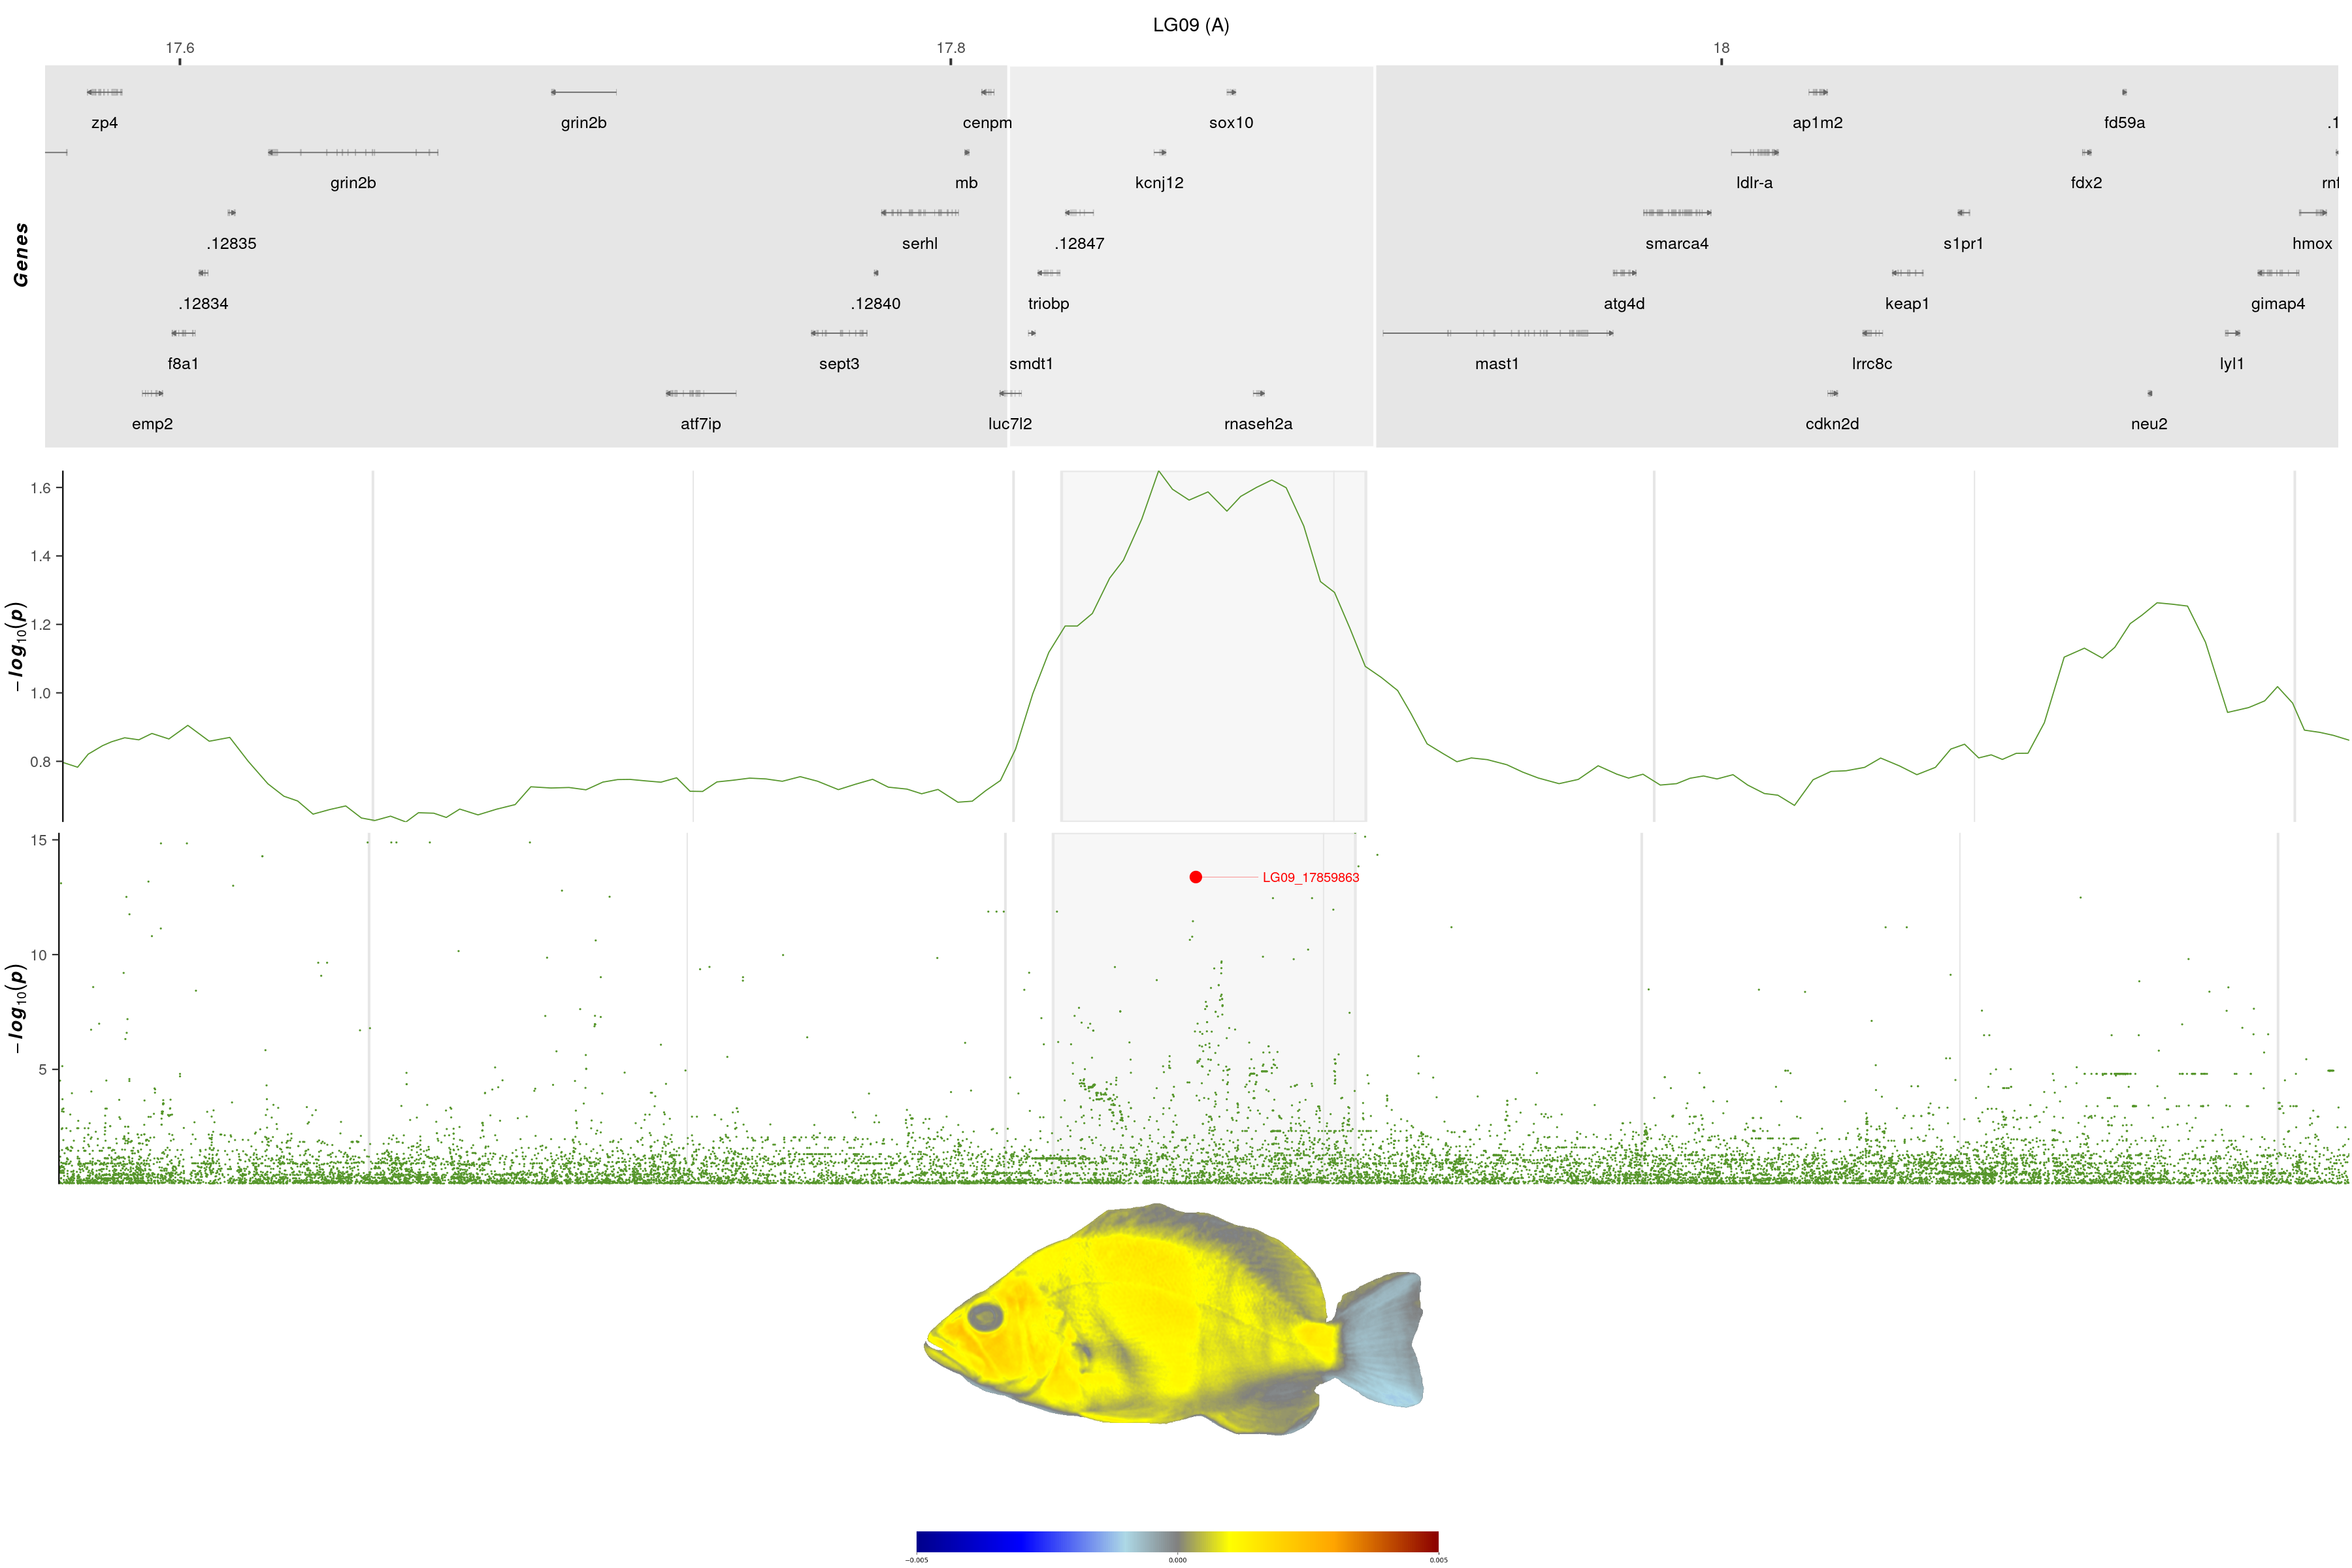 LG09 (A)
17.6 17.8 18
zp4 grin2b cenpm sox10 ap1m2 fd59a .1
grin2b mb kcnj12 ldlr-a fdx2 rnf
.12835 serhl .12847 smarca4 s1pr1 hmox
.12834 .12840 triobp atg4d keap1 gimap4
f8a1 sept3 smdt1 mast1 lrrc8c lyl1
emp2 atf7ip luc7l2 rnaseh2a cdkn2d neu2
Genes
1.6
1.4
1.2
1.0
0.8
−log10(p)
15
10
5
−log10(p)
LG09_17859863
−0.005 0.000 0.005